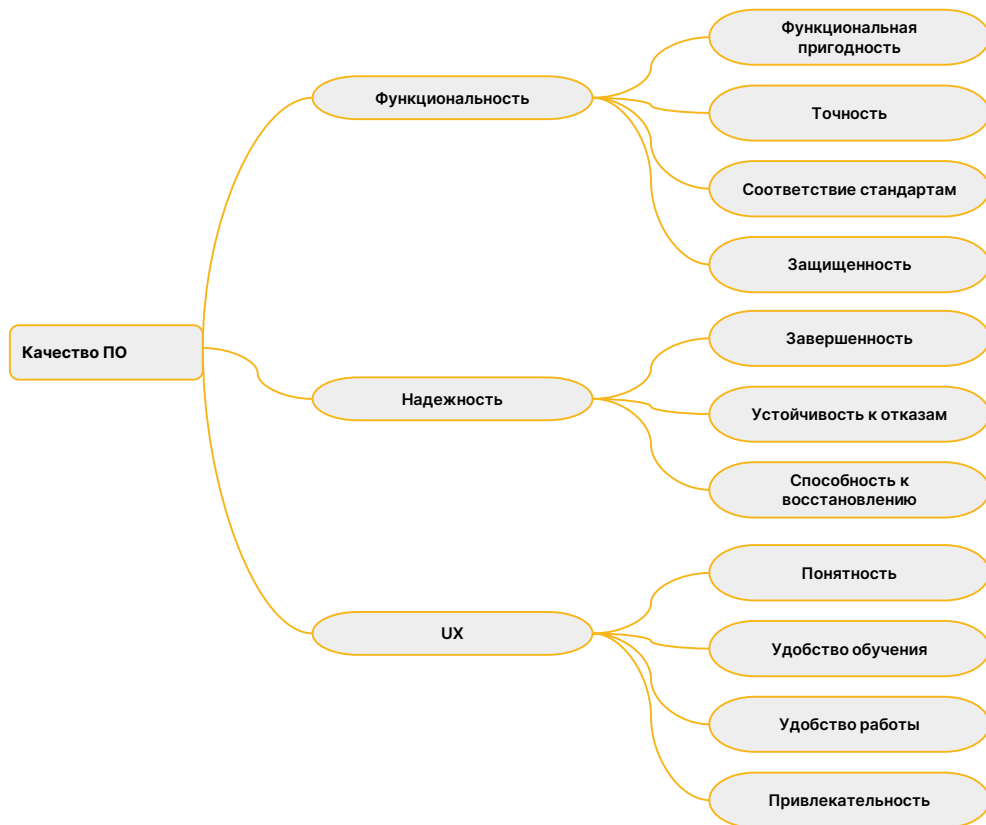 Качество ПО
Функциональность
Функциональная
пригодность
Точность
Соответствие стандартам
Защищенность
Надежность
Завершенность
Устойчивость к отказам
Способность к
восстановлению
UX
Понятность
Удобство обучения
Удобство работы
Привлекательность